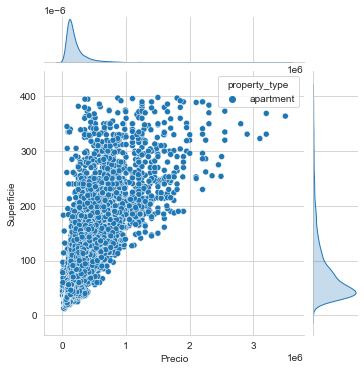 1e−6
1e6
property_type
apartment
400
300
200
100
0
Superficie
0
1
2
3
Precio
1e6